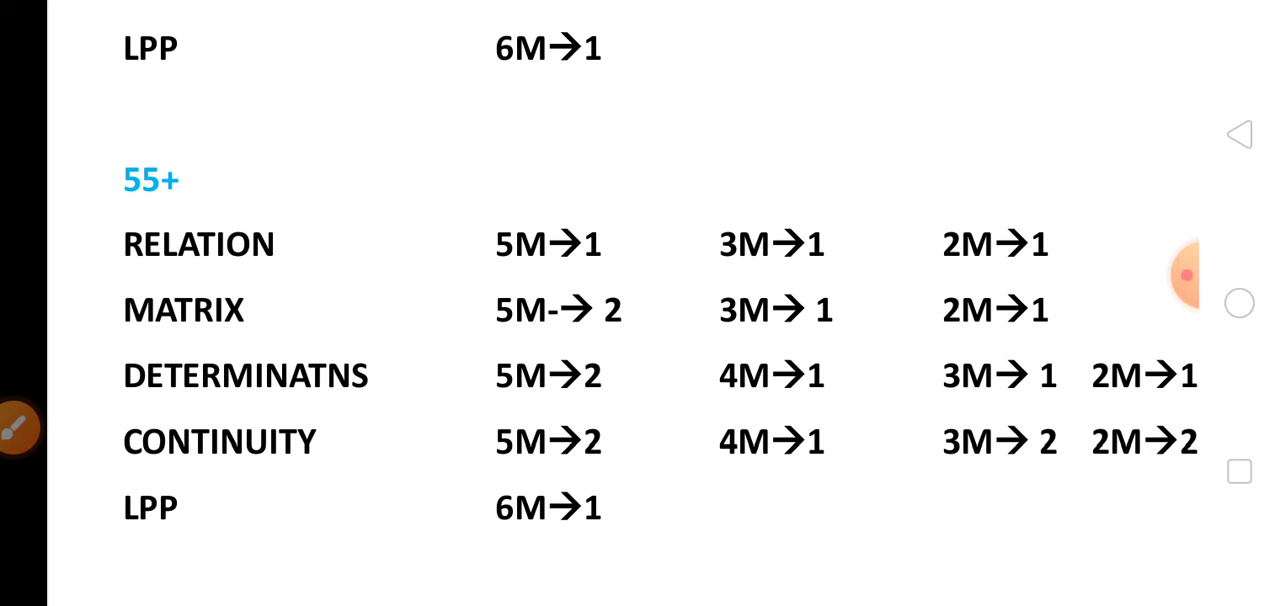 LPP 6M→1
55+
RELATION 5M→1 3M→1 2M→1
MATRIX 5M-→ 2 3M→ 1 2M→1
DETERMINATNS 5M→2 4M→1 3M→ 1 2M→1
CONTINUITY 5M→2 4M→1 3M→ 2 2M→2
LPP 6M→1